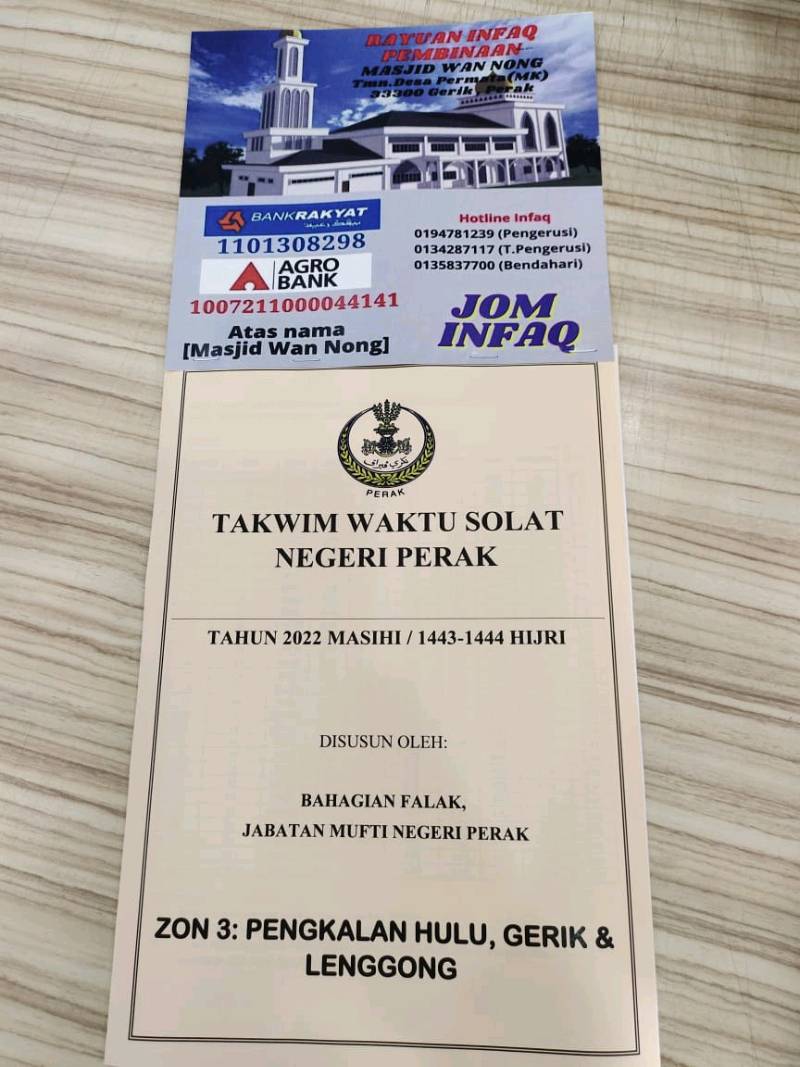 RAYUAN INFAQ
PEMBINAAN
MASJID WAN NONG
Tmn.Desa Permata(MK)
33300 Gerik, Perak
BANKRAKYAT
1101308298
AGRO
BANK
1007211000044141
Atas nama
[Masjid Wan Nong]
Hotline Infaq
0194781239 (Pengerusi)
0134287117 (T.Pengerusi)
0135837700 (Bendahari)
JOM
INFAQ
PERAK
TAKWIM WAKTU SOLAT
NEGERI PERAK
TAHUN 2022 MASIHI / 1443-1444 HIJRI
DISUSUN OLEH:
BAHAGIAN FALAK,
JABATAN MUFTI NEGERI PERAK
ZON 3: PENGKALAN HULU, GERIK &
LENGGONG